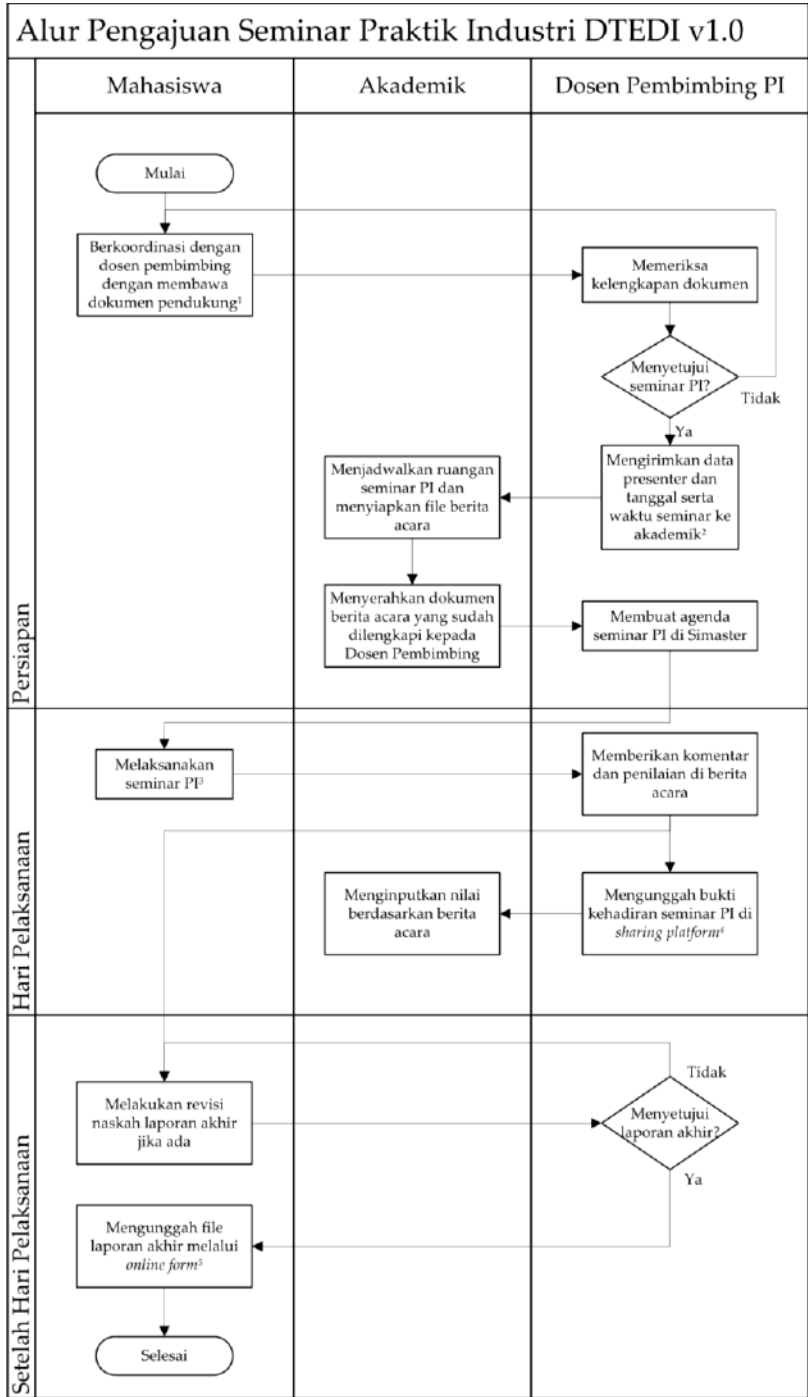 Alur Pengajuan Seminar Praktik Industri DTEDI v1.0
Mahasiswa
Akademik
Dosen Pembimbing PI
Persiapan
Mulai
Berkoordinasi dengan
dosen pembimbing
dengan membawa
dokumen pendukung¹
Memeriksa
kelengkapan dokumen
Menyetujui
seminar PI?
Tidak
Ya
Mengirimkan data
presenter dan
tanggal serta
waktu seminar ke
akademik²
Menjadwalkan ruangan
seminar PI dan
menyiapkan file berita
acara
Menyerahkan dokumen
berita acara yang sudah
dilengkapi kepada
Dosen Pembimbing
Membuat agenda
seminar PI di Simaster
Hari Pelaksanaan
Melaksanakan
seminar PI³
Memberikan komentar
dan penilaian di berita
acara
Mengunggah bukti
kehadiran seminar PI di
sharing platform⁴
Menginputkan nilai
berdasarkan berita
acara
Setelah Hari Pelaksanaan
Melakukan revisi
naskah laporan akhir
jika ada
Tidak
Menyetujui
laporan akhir?
Ya
Mengunggah file
laporan akhir melalui
online form⁵
Selesai